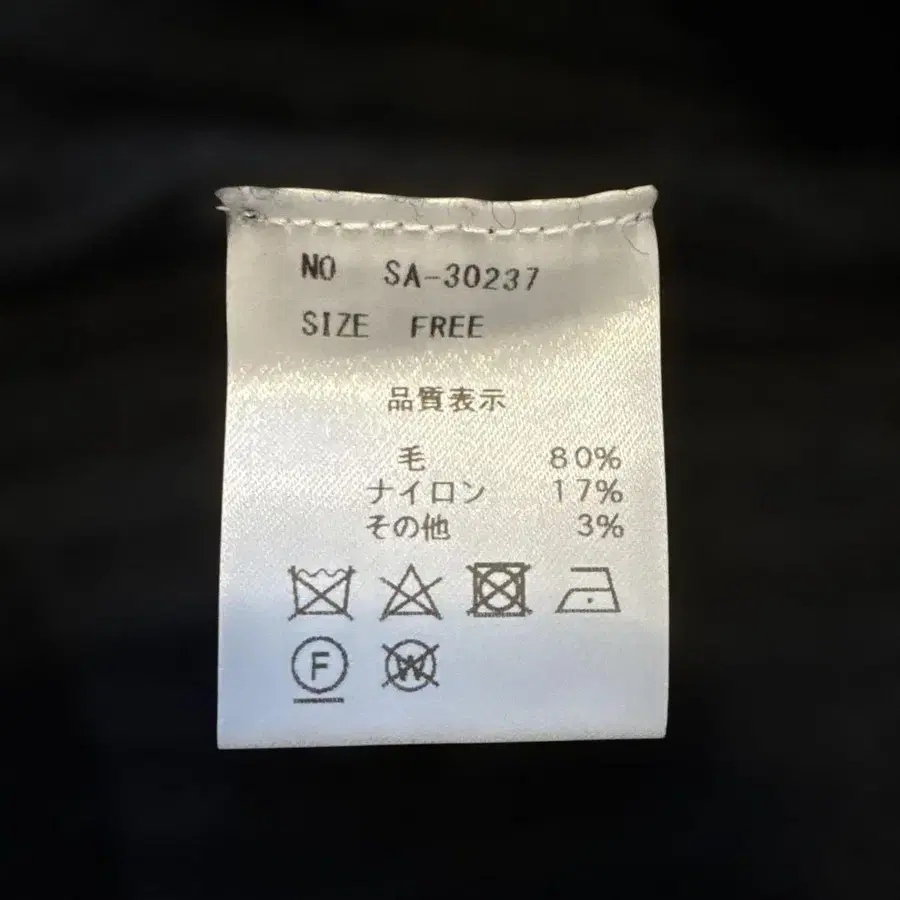 NO SA-30237
SIZE FREE
品質表示
毛 80%
ナイロン 17%
その他 3%
F W